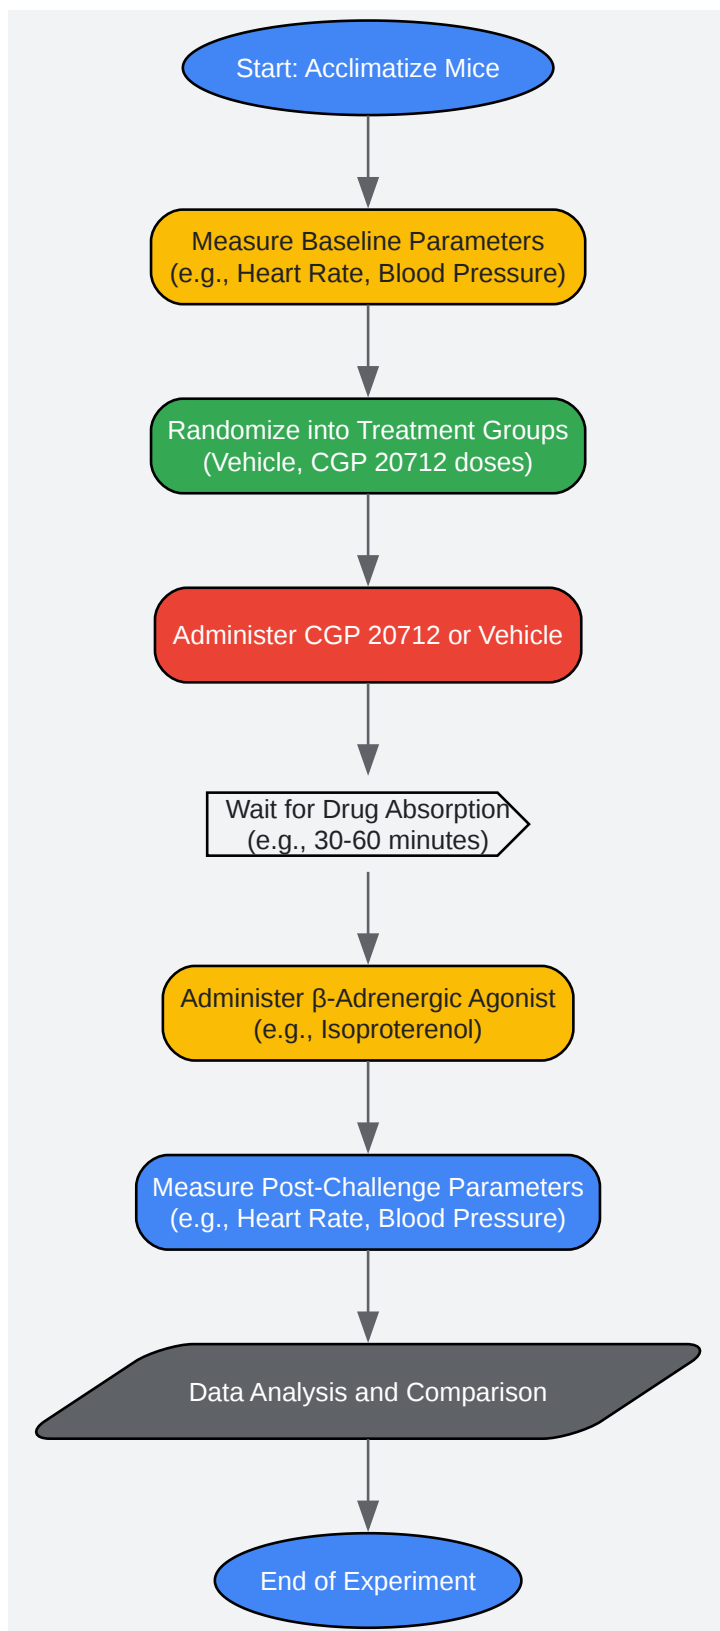 Start: Acclimatize Mice
Measure Baseline Parameters
(e.g., Heart Rate, Blood Pressure)
Randomize into Treatment Groups
(Vehicle, CGP 20712 doses)
Administer CGP 20712 or Vehicle
Wait for Drug Absorption
(e.g., 30-60 minutes)
Administer β-Adrenergic Agonist
(e.g., Isoproterenol)
Measure Post-Challenge Parameters
(e.g., Heart Rate, Blood Pressure)
Data Analysis and Comparison
End of Experiment